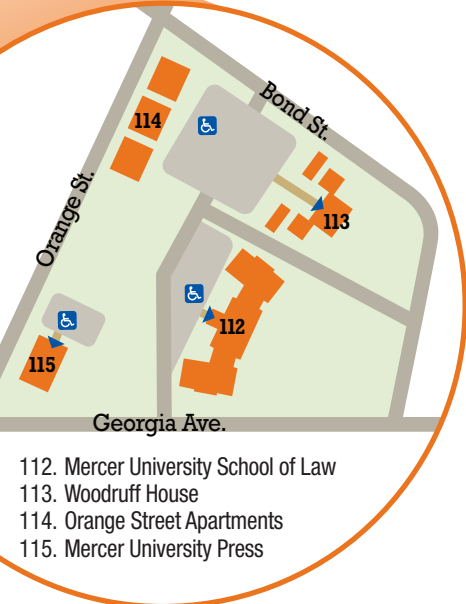 Bond St.
114
Orange St.
113
112
115
Georgia Ave.
112. Mercer University School of Law
113. Woodruff House
114. Orange Street Apartments
115. Mercer University Press